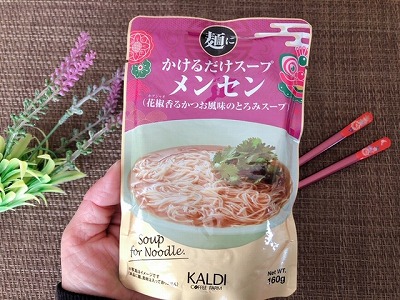 麺に
かけるだけスープ
メンセン
(花椒香るかつお風味のとろみスープ)
Soup
for Noodle.
KALDI
COFFEE FARM
NET WT.
160g